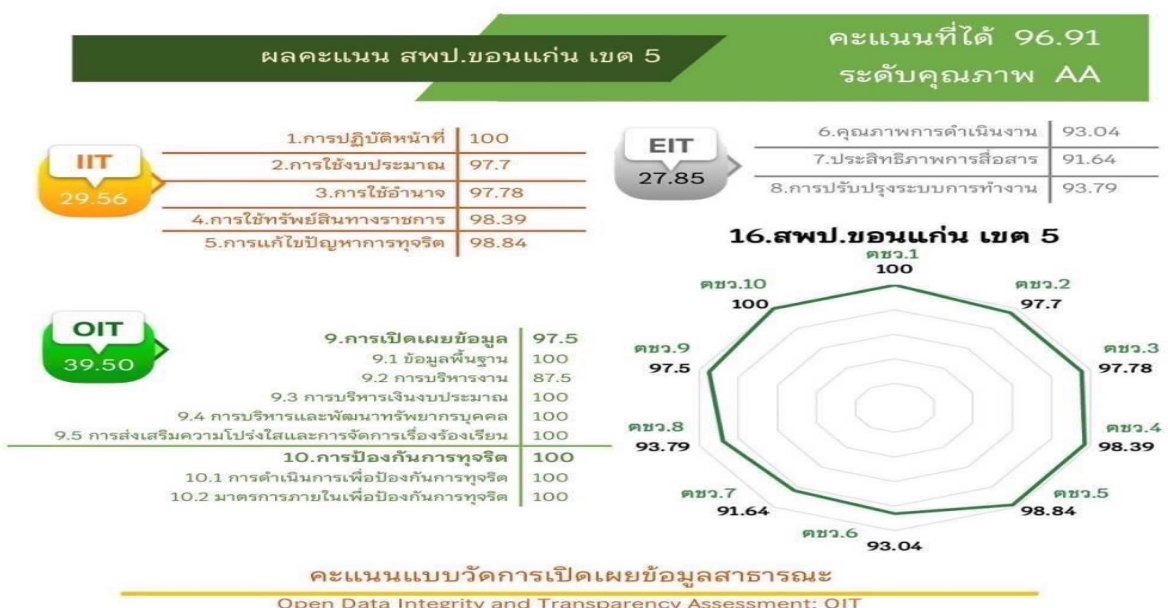 ผลคะแนน สพป.ขอนแก่น เขต 5
คะแนนที่ได้ 96.91
ระดับคุณภาพ AA
IIT
29.56
1.การปฏิบัติหน้าที่ 100
2.การใช้งบประมาณ 97.7
3.การใช้อำนาจ 97.78
4.การใช้ทรัพย์สินทางราชการ 98.39
5.การแก้ไขปัญหาการทุจริต 98.84
EIT
27.85
6.คุณภาพการดำเนินงาน 93.04
7.ประสิทธิภาพการสื่อสาร 91.64
8.การปรับปรุงระบบการทำงาน 93.79
OIT
39.50
9.การเปิดเผยข้อมูล 97.5
9.1 ข้อมูลพื้นฐาน 100
9.2 การบริหารงาน 87.5
9.3 การบริหารเงินงบประมาณ 100
9.4 การบริหารและพัฒนาทรัพยากรบุคคล 100
9.5 การส่งเสริมความโปร่งใสและการจัดการเรื่องร้องเรียน 100
10.การป้องกันการทุจริต 100
10.1 การดำเนินการเพื่อป้องกันการทุจริต 100
10.2 มาตรการภายในเพื่อป้องกันการทุจริต 100
16.สพป.ขอนแก่น เขต 5
ตชว.1
100
ตชว.2
97.7
ตชว.3
97.78
ตชว.4
98.39
ตชว.5
98.84
ตชว.6
93.04
ตชว.7
91.64
ตชว.8
93.79
ตชว.9
97.5
ตชว.10
100
คะแนนแบบวัดการเปิดเผยข้อมูลสาธารณะ
Open Data Integrity and Transparency Assessment: OIT